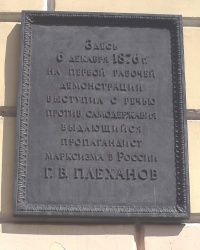 Здесь
6 декабря 1876 г.
на первой рабочей
демонстрации
выступил с речью
против самодержавия
выдающийся
пропагандист
марксизма в России
Г. В. Плеханов